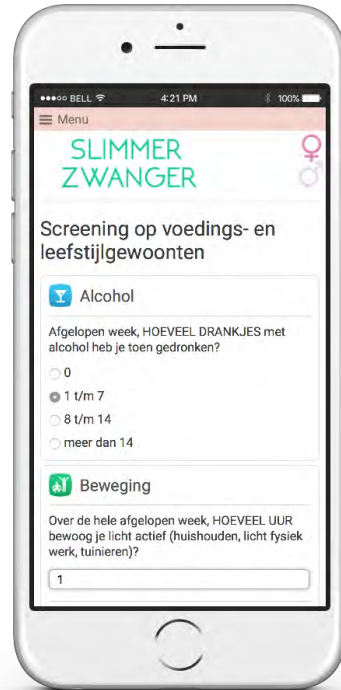 ●●●●○ BELL 4:21 PM 100%
Menu
SLIMMER
ZWANGER
Screening op voedings- en
leefstijlgewoonten
Alcohol
Afgelopen week, HOEVEEL DRANKJES met
alcohol heb je toen gedronken?
0
1 t/m 7
8 t/m 14
meer dan 14
Beweging
Over de hele afgelopen week, HOEVEEL UUR
bewoog je licht actief (huishouden, licht fysiek
werk, tuinieren)?
1